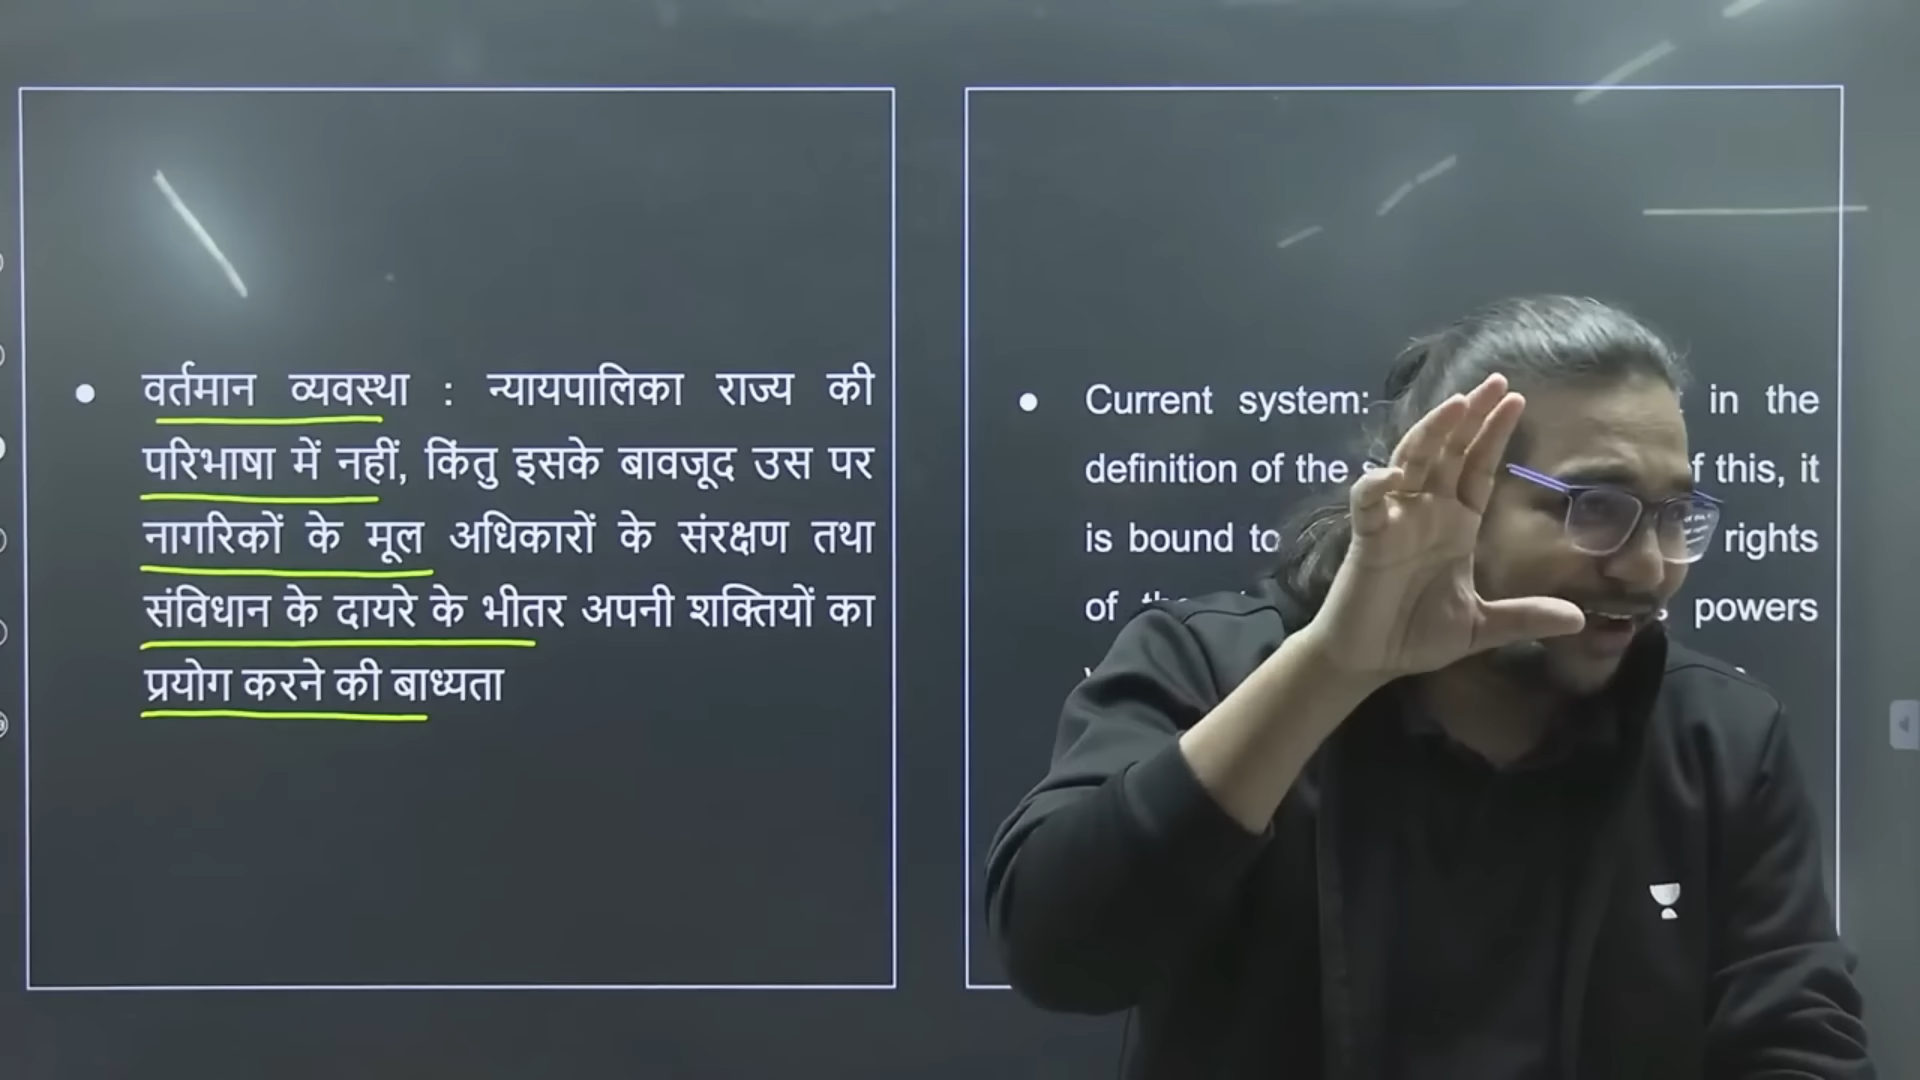 वर्तमान व्यवस्था : न्यायपालिका राज्य की
परिभाषा में नहीं, किंतु इसके बावजूद उस पर
नागरिकों के मूल अधिकारों के संरक्षण तथा
संविधान के दायरे के भीतर अपनी शक्तियों का
प्रयोग करने की बाध्यता
Current system: in the
definition of the of this, it
is bound to rights
of powers